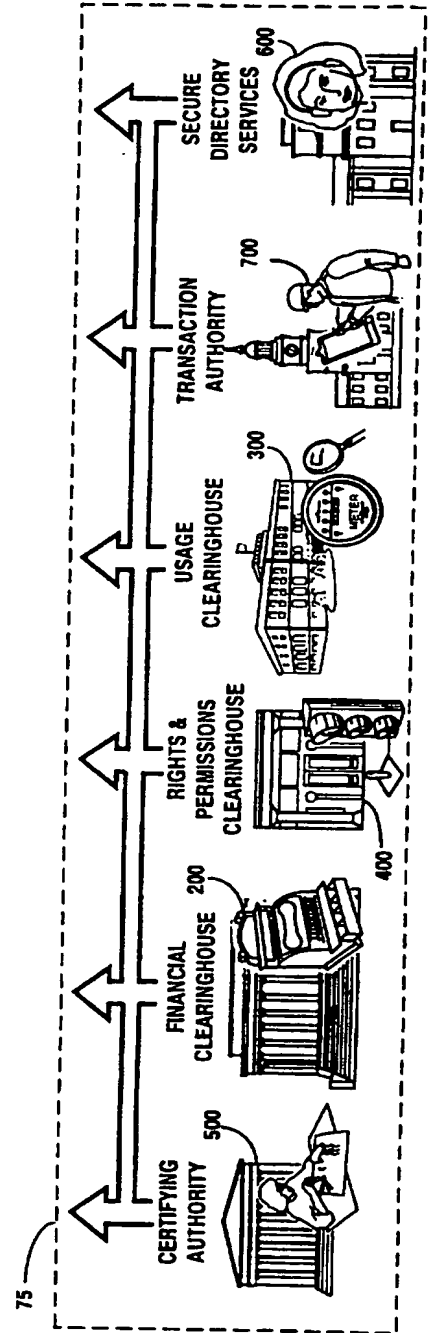 75
CERTIFYING
AUTHORITY
500
FINANCIAL
CLEARINGHOUSE
200
RIGHTS &
PERMISSIONS
CLEARINGHOUSE
400
USAGE
CLEARINGHOUSE
300
METER
TRANSACTION
AUTHORITY
700
SECURE
DIRECTORY
SERVICES
600